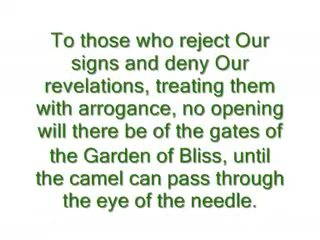 To those who reject Our
signs and deny Our
revelations, treating them
with arrogance, no opening
will there be of the gates of
the Garden of Bliss, until
the camel can pass through
the eye of the needle.